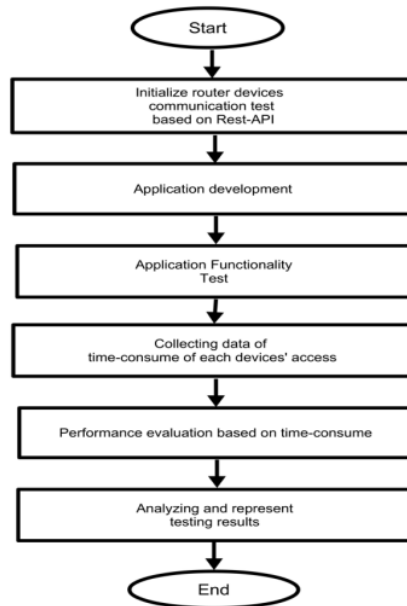 Start
Initialize router devices
communication test
based on Rest-API
Application development
Application Functionality
Test
Collecting data of
time-consume of each devices' access
Performance evaluation based on time-consume
Analyzing and represent
testing results
End